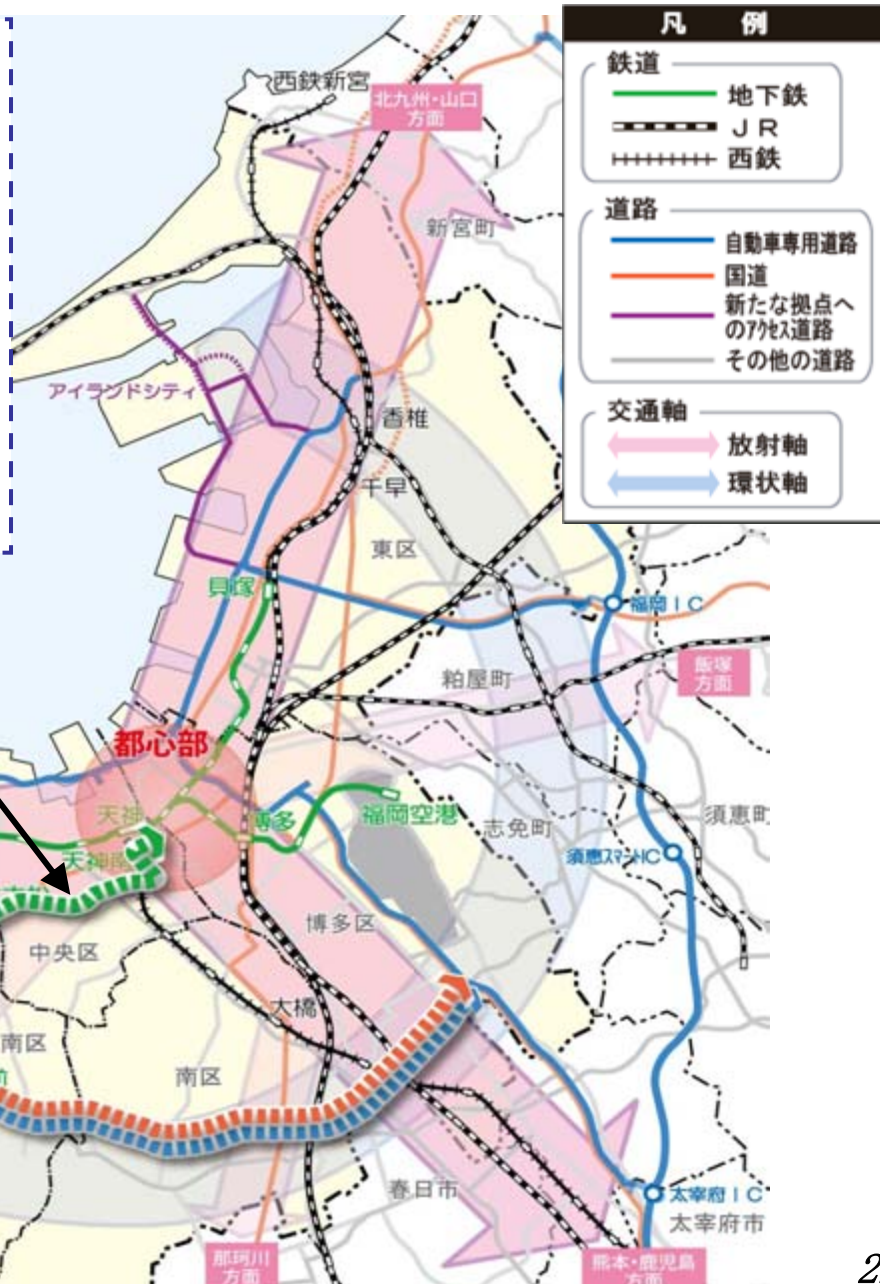 凡 例
鉄道
地下鉄
JR
西鉄
道路
自動車専用道路
国道
新たな拠点へ
のアクセス道路
その他の道路
交通軸
放射軸
環状軸
西鉄新宮
北九州・山口
方面
新宮町
アイランドシティ
香椎
千早
東区
貝塚
福岡IC
粕屋町
飯塚
方面
都心部
天神
博多
福岡空港
志免町
須恵町
須恵スマートIC
天神南
博多区
中央区
大橋
南区
南区
前
春日市
太宰府IC
太宰府市
那珂川
方面
熊本・鹿児島
方面
2